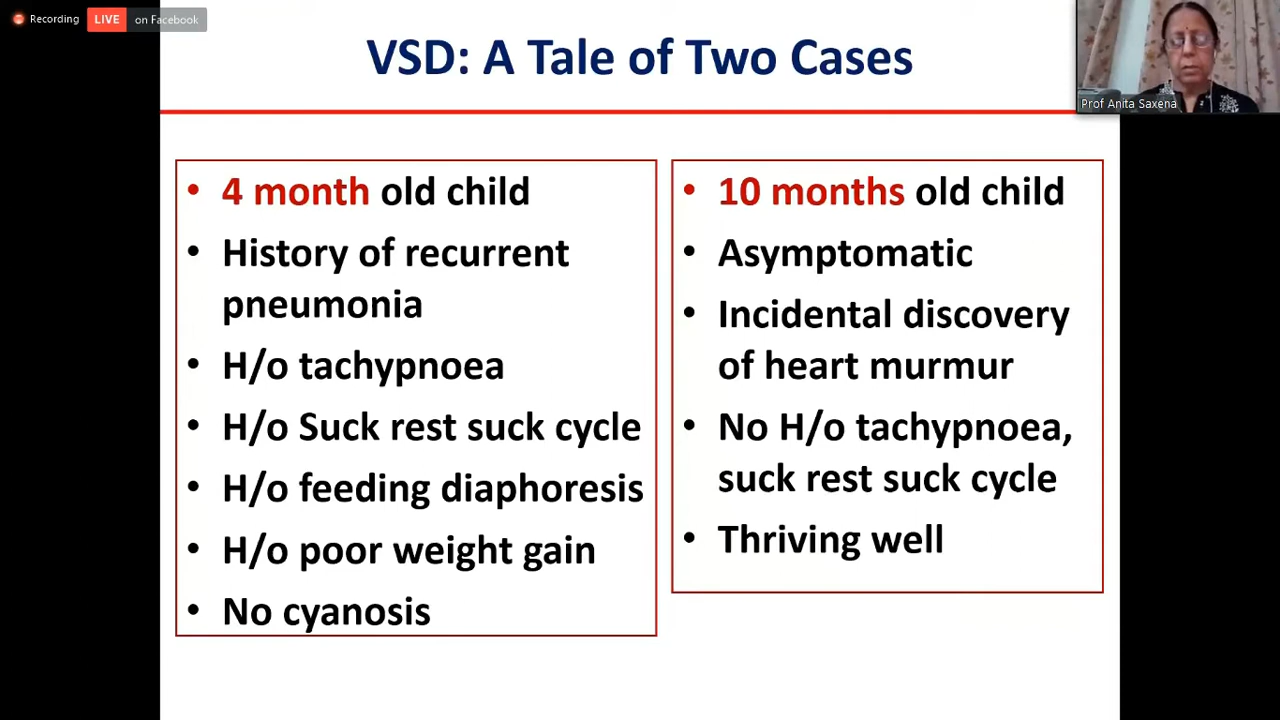 Recording LIVE on Facebook
VSD: A Tale of Two Cases
Prof Anita Saxena
• 4 month old child
• History of recurrent
pneumonia
• H/o tachypnoea
• H/o Suck rest suck cycle
• H/o feeding diaphoresis
• H/o poor weight gain
• No cyanosis
• 10 months old child
• Asymptomatic
• Incidental discovery
of heart murmur
• No H/o tachypnoea,
suck rest suck cycle
• Thriving well